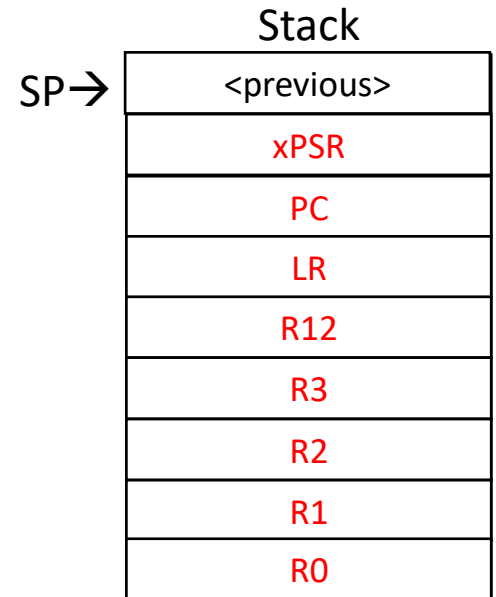 Stack
SP→ <previous>
xPSR
PC
LR
R12
R3
R2
R1
R0